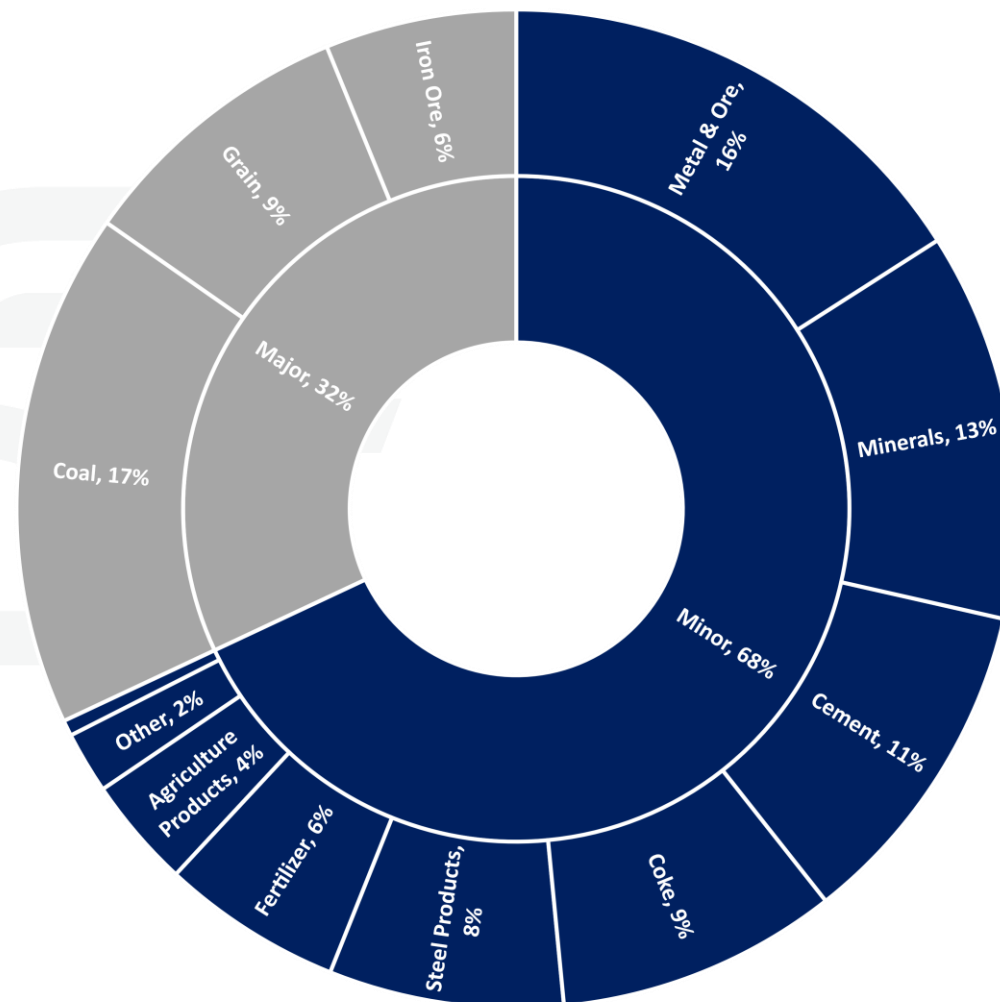 Iron Ore, 6%
Grain, 9%
Coal, 17%
Major, 32%
Metal & Ore,
16%
Minerals, 13%
Minor, 68%
Cement, 11%
Coke, 9%
Steel Products,
8%
Fertilizer, 6%
Agriculture
Products, 4%
Other, 2%